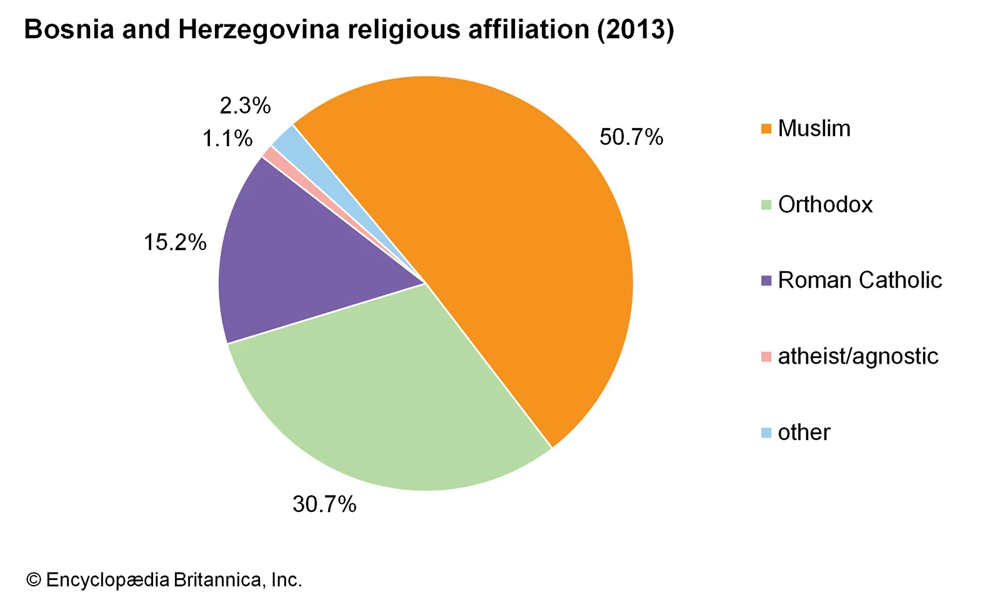 Bosnia and Herzegovina religious affiliation (2013)
2.3%
1.1%
50.7%
15.2%
30.7%
Muslim
Orthodox
Roman Catholic
atheist/agnostic
other
© Encyclopædia Britannica, Inc.